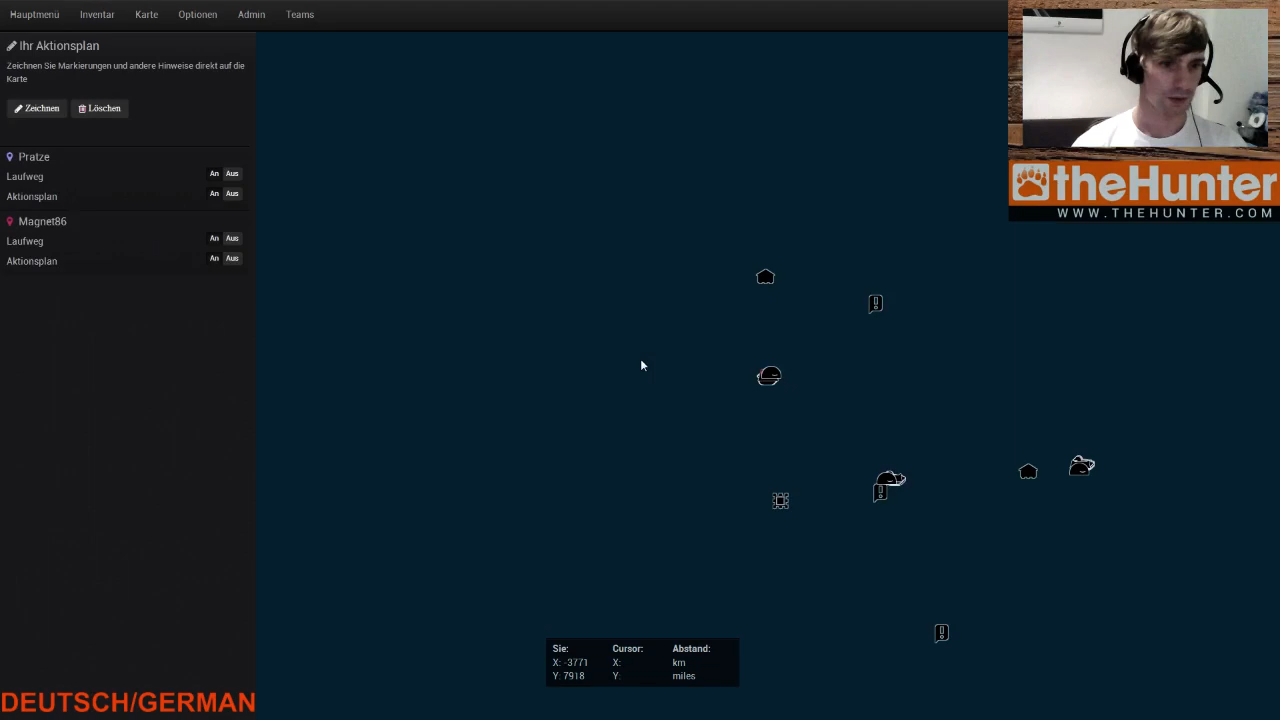 Hauptmenü Inventar Karte Optionen Admin Teams
Ihr Aktionsplan
Zeichnen Sie Markierungen und andere Hinweise direkt auf die
Karte
Zeichnen Löschen
Pratze
Laufweg An Aus
Aktionsplan An Aus
Magnet86
Laufweg An Aus
Aktionsplan An Aus
theHunter
WWW.THEHUNTER.COM
Sie: Cursor: Abstand:
X: -3771 X: km
Y: 7918 Y: miles
DEUTSCH/GERMAN